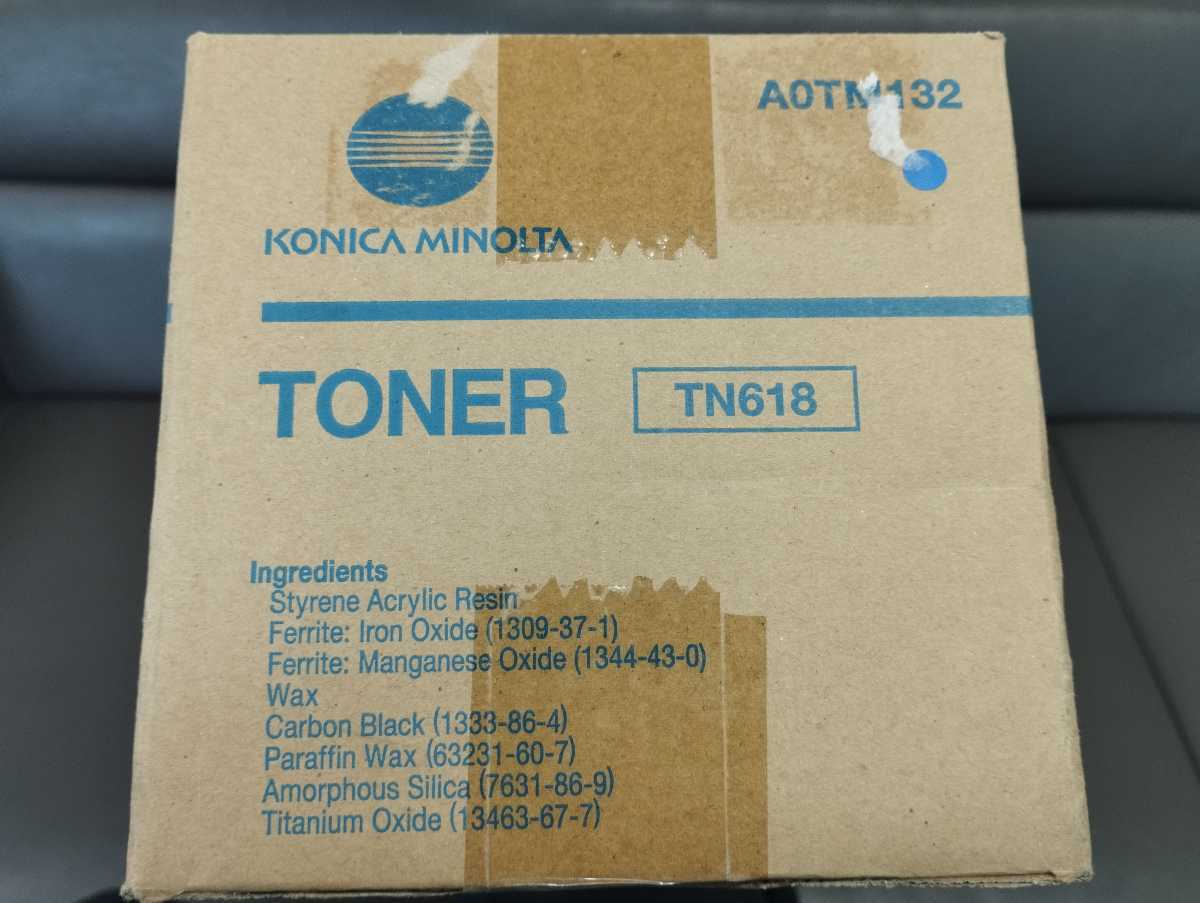 A0TM132
KONICA MINOLTA
TONER
TN618
Ingredients
Styrene Acrylic Resin
Ferrite: Iron Oxide (1309-37-1)
Ferrite: Manganese Oxide (1344-43-0)
Wax
Carbon Black (1333-86-4)
Paraffin Wax (63231-60-7)
Amorphous Silica (7631-86-9)
Titanium Oxide (13463-67-7)